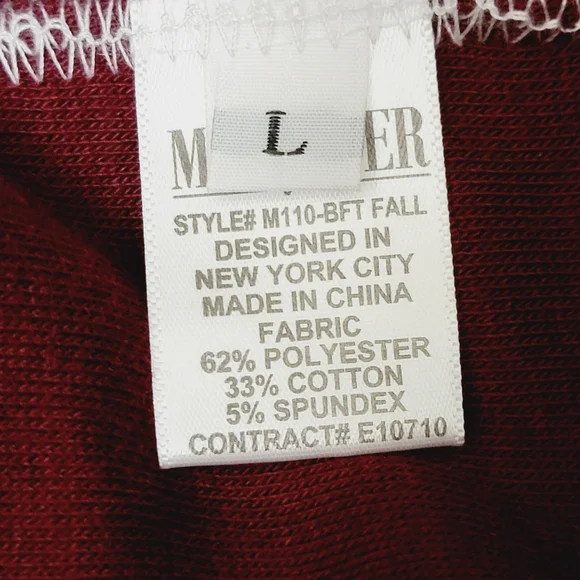 L
STYLE# M110-BFT FALL
DESIGNED IN
NEW YORK CITY
MADE IN CHINA
FABRIC
62% POLYESTER
33% COTTON
5% SPUNDEX
CONTRACT# E10710